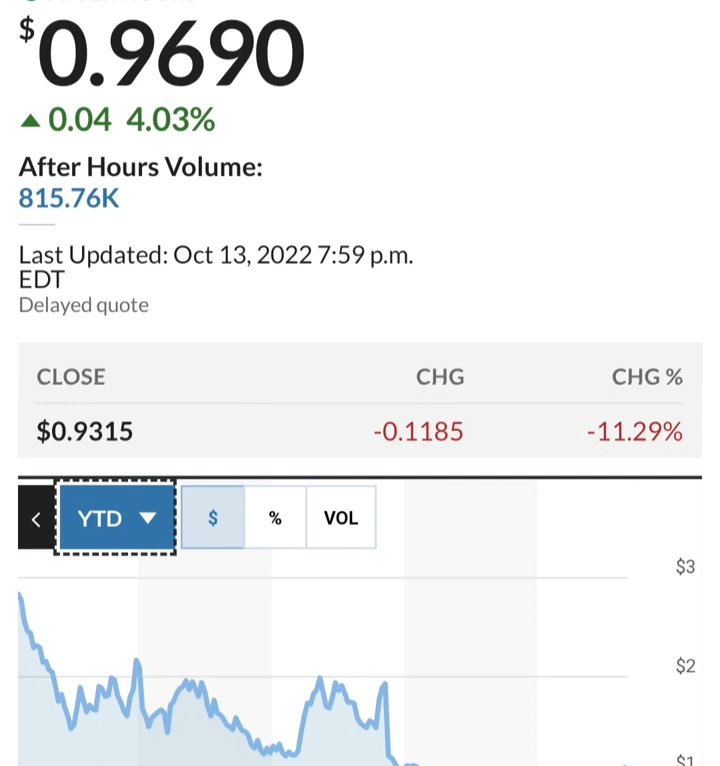 $0.9690
▲ 0.04 4.03%
After Hours Volume:
815.76K
Last Updated: Oct 13, 2022 7:59 p.m.
EDT
Delayed quote
CLOSE CHG CHG %
$0.9315 -0.1185 -11.29%
YTD $ % VOL
$3
$2
$1